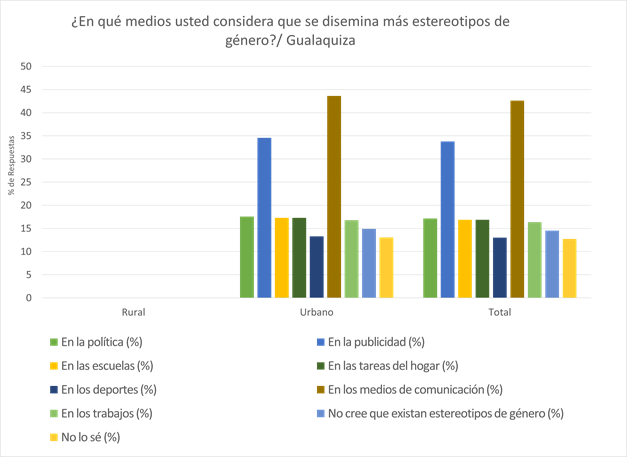 ¿En qué medios usted considera que se disemina más estereotipos de
género?/ Gualaquiza
50
45
40
35
30
25
20
15
10
5
0
% de Respuestas
Rural Urbano Total
En la política (%) En la publicidad (%)
En las escuelas (%) En las tareas del hogar (%)
En los deportes (%) En los medios de comunicación (%)
En los trabajos (%) No cree que existan estereotipos de género (%)
No lo sé (%)